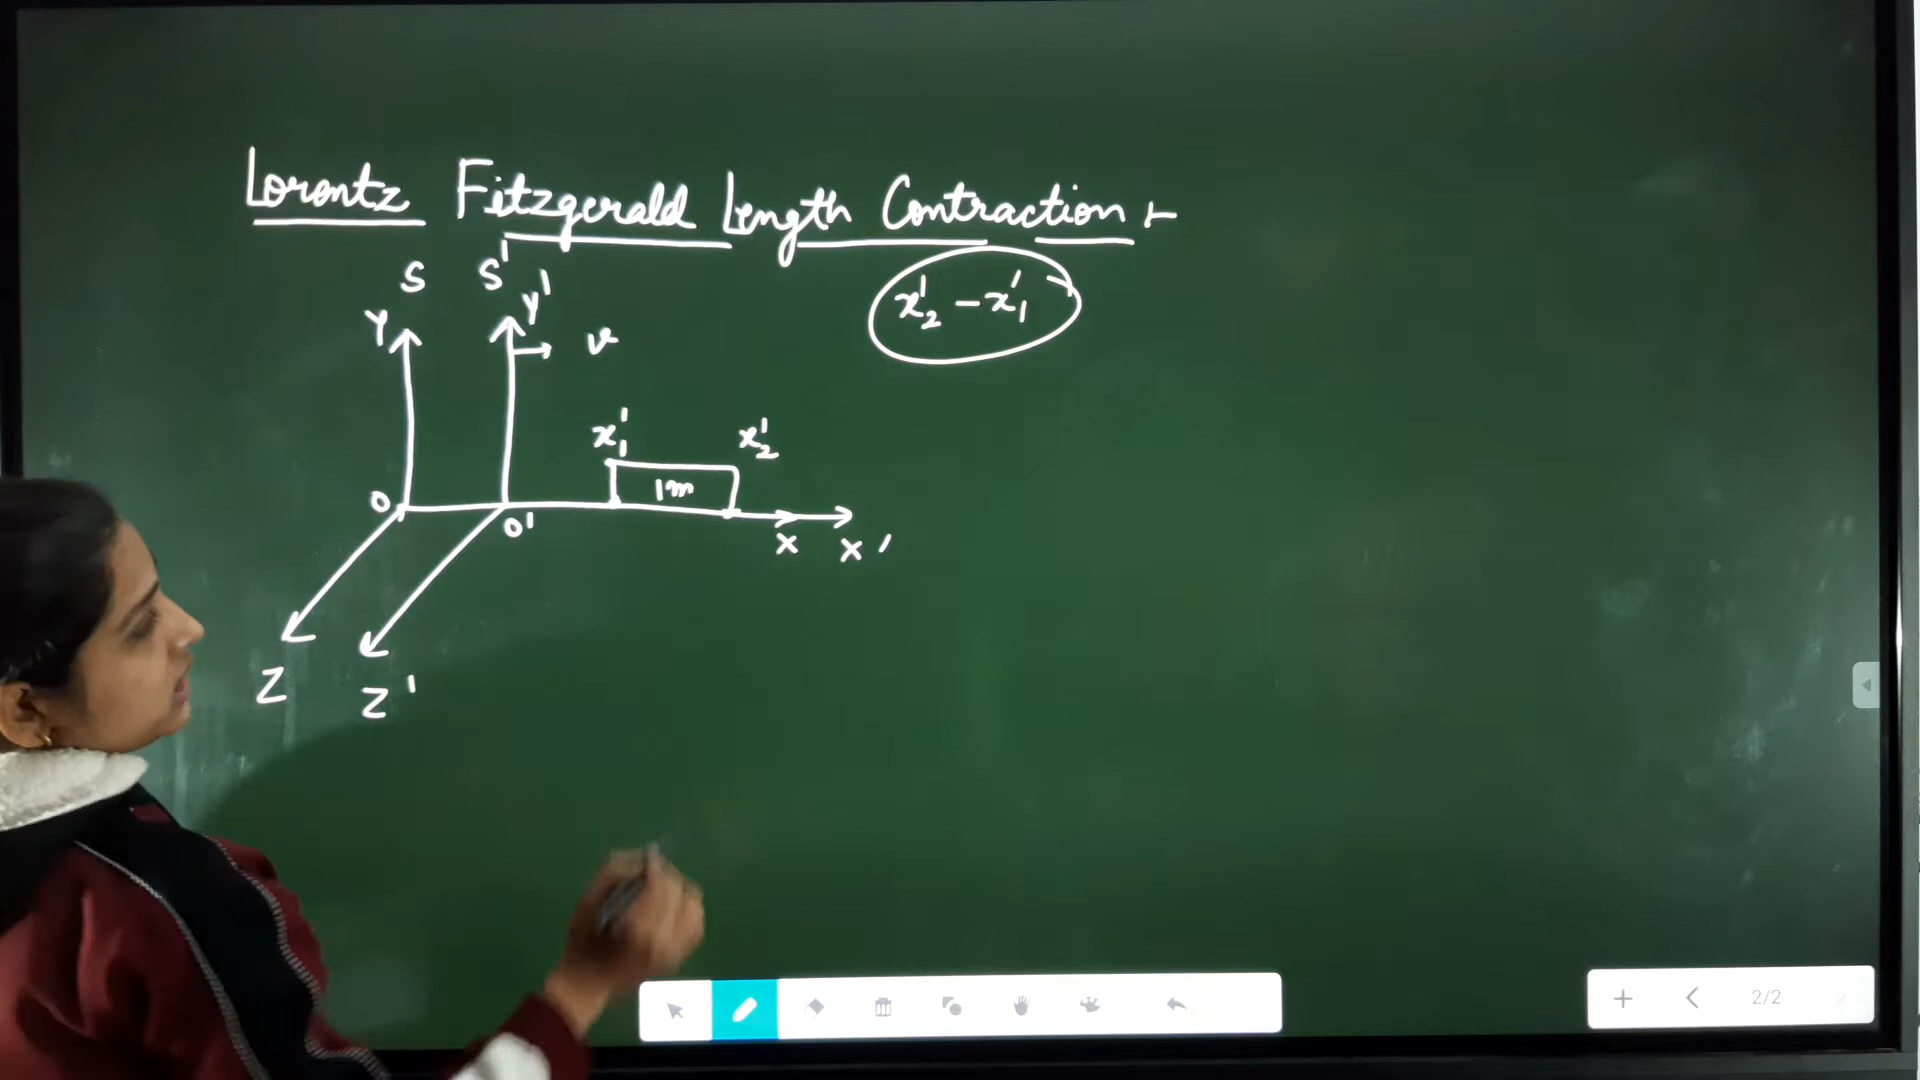 Lorentz Fitzgerald Length Contraction :-
S S'
Y Y'
v
x'₂ - x'₁
x'₁ x'₂
1m
O O'
X X'
Z Z'
2/2